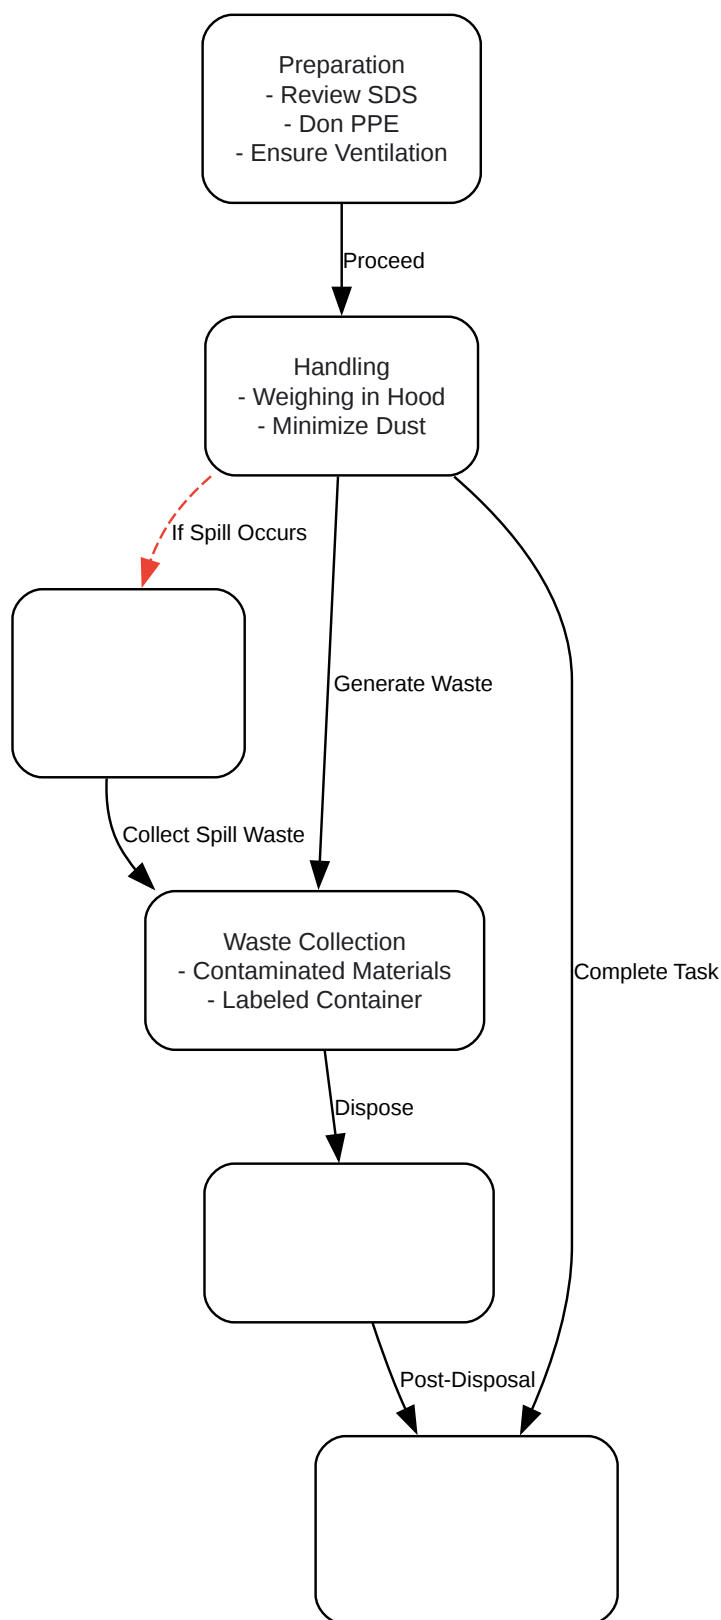 Preparation
- Review SDS
- Don PPE
- Ensure Ventilation
Proceed
Handling
- Weighing in Hood
- Minimize Dust
If Spill Occurs
Generate Waste
Collect Spill Waste
Waste Collection
- Contaminated Materials
- Labeled Container
Complete Task
Dispose
Post-Disposal